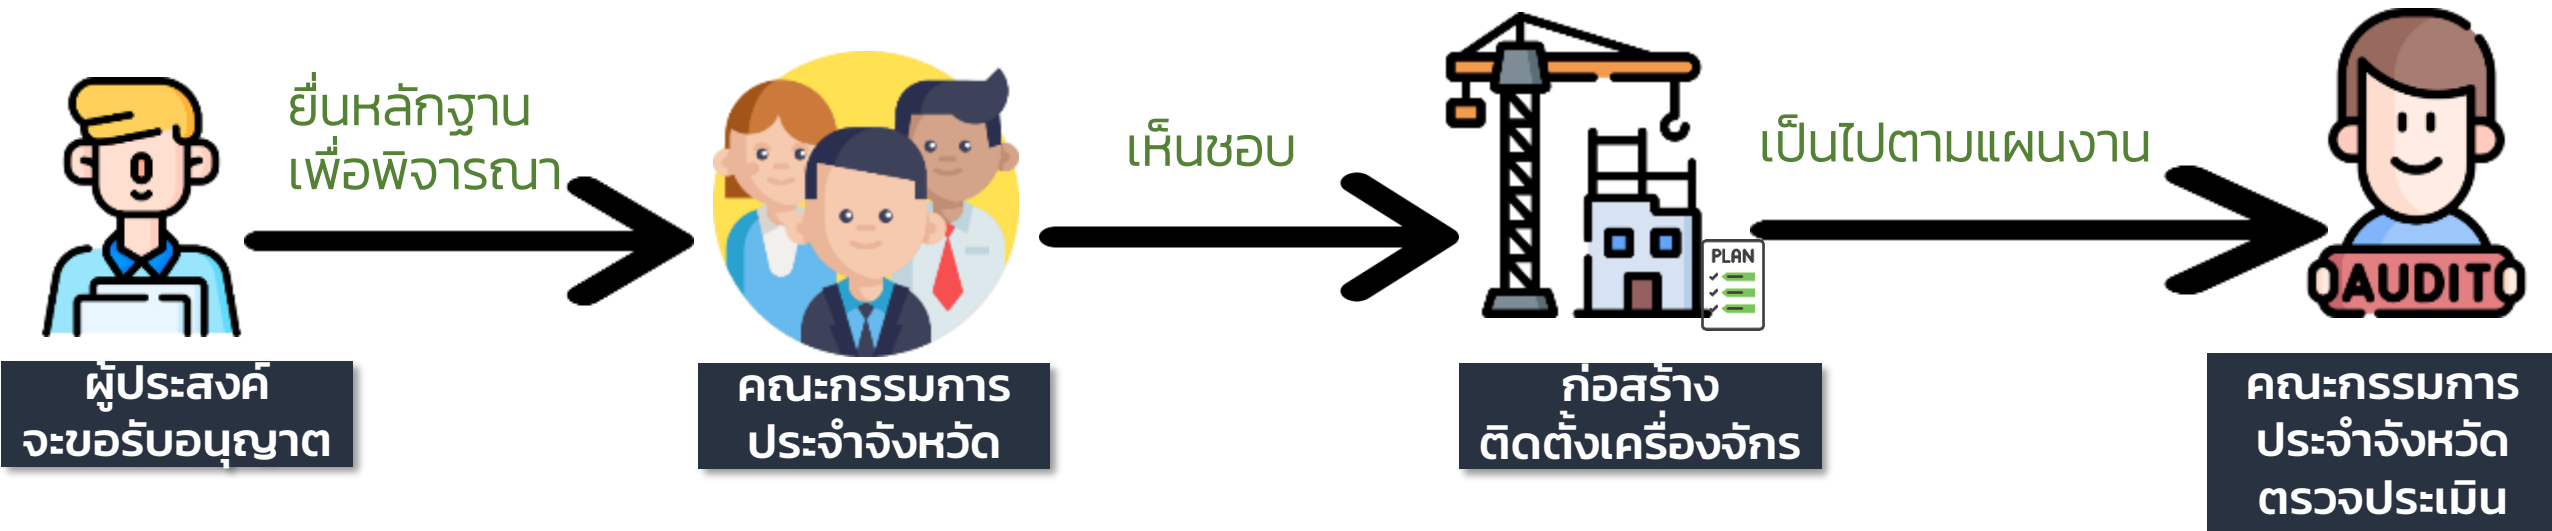 ยื่นหลักฐาน
เพื่อพิจารณา
เห็นชอบ
เป็นไปตามแผนงาน
PLAN
AUDIT
ผู้ประสงค์
จะขอรับอนุญาต
คณะกรรมการ
ประจำจังหวัด
ก่อสร้าง
ติดตั้งเครื่องจักร
คณะกรรมการ
ประจำจังหวัด
ตรวจประเมิน